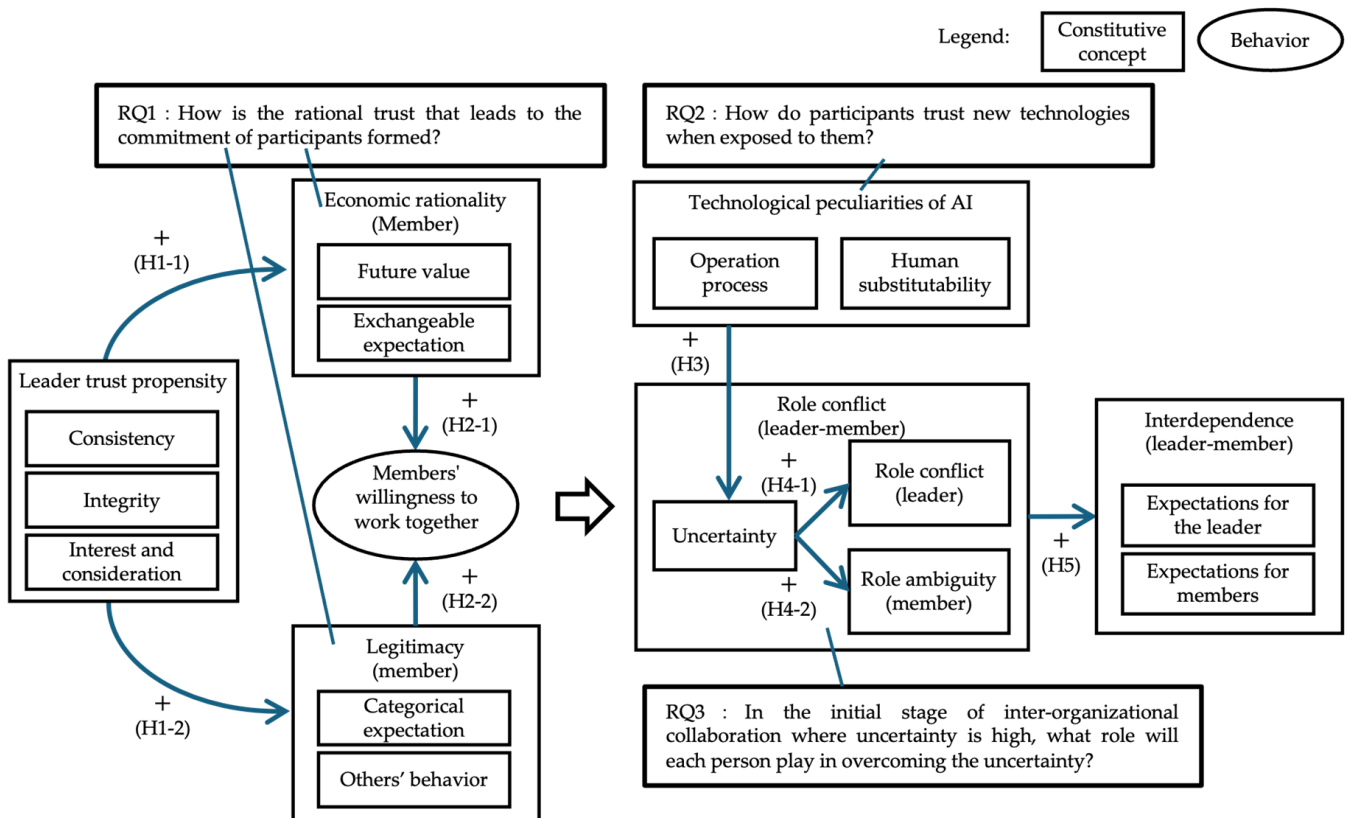 Legend:
Constitutive
concept
Behavior
RQ1 : How is the rational trust that leads to the
commitment of participants formed?
RQ2 : How do participants trust new technologies
when exposed to them?
Economic rationality
(Member)
Future value
Exchangeable
expectation
+
(H1-1)
Technological peculiarities of AI
Operation
process
Human
substitutability
+
(H3)
Leader trust propensity
Consistency
Integrity
Interest and
consideration
+
(H2-1)
Members'
willingness to
work together
+
(H2-2)
Role conflict
(leader-member)
Uncertainty
+
(H4-1)
Role conflict
(leader)
+
(H4-2)
Role ambiguity
(member)
+
(H5)
Interdependence
(leader-member)
Expectations for
the leader
Expectations for
members
+
(H1-2)
Legitimacy
(member)
Categorical
expectation
Others’ behavior
RQ3 : In the initial stage of inter-organizational
collaboration where uncertainty is high, what role will
each person play in overcoming the uncertainty?